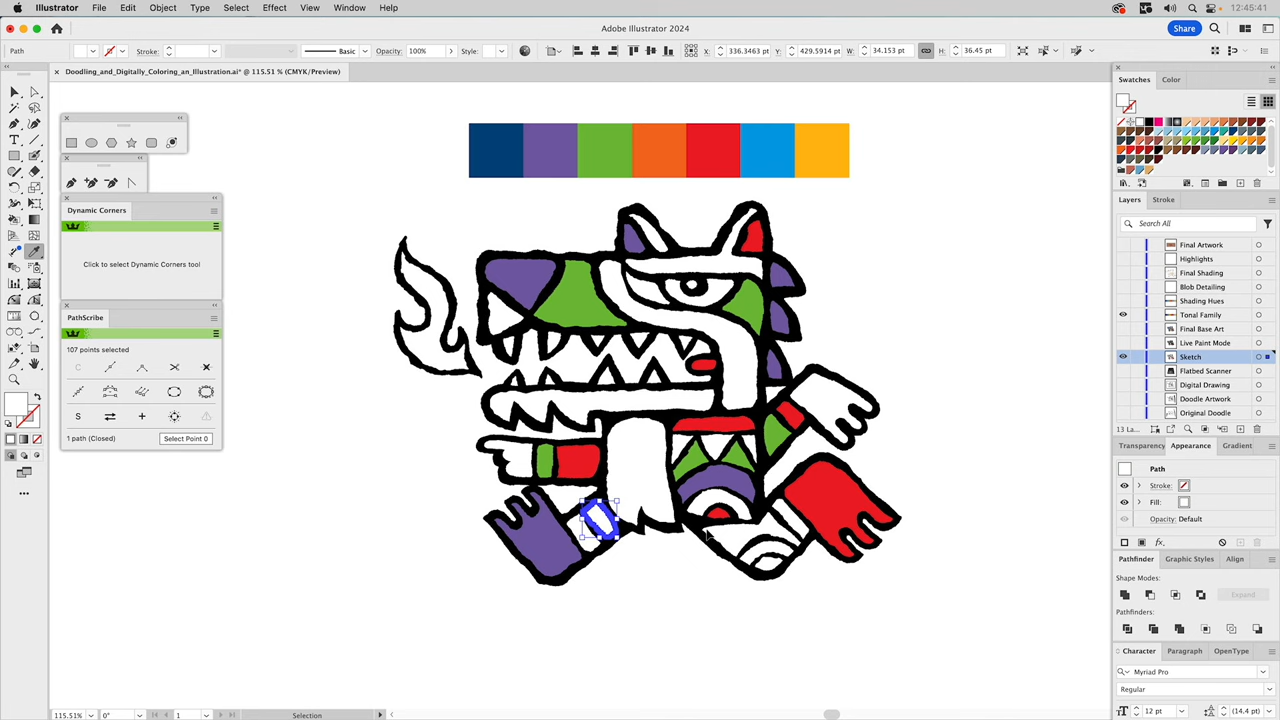 Illustrator File Edit Object Type Select Effect View Window Help 12:45:41
Adobe Illustrator 2024
Share
Path Stroke: Basic Opacity: 100% Style: X: 336.3463 pt Y: 429.5914 pt W: 34.153 pt H: 36.45 pt
Doodling_and_Digitally_Coloring_an_Illustration.ai* @ 115.51 % (CMYK/Preview)
Swatches Color
Dynamic Corners
Click to select Dynamic Corners tool
PathScribe
107 points selected
1 path (Closed) Select Point 0
Layers Stroke
Search All
Final Artwork
Highlights
Final Shading
Blob Detailing
Shading Hues
Tonal Family
Final Base Art
Live Paint Mode
Sketch
Flatbed Scanner
Digital Drawing
Doodle Artwork
Original Doodle
13 La...
Transparency Appearance Gradient
Path
Stroke:
Fill:
Opacity: Default
fx
Pathfinder Graphic Styles Align
Shape Modes:
Expand
Pathfinders:
Character Paragraph OpenType
Myriad Pro
Regular
12 pt (14.4 pt)
115.51% 0° 1 Selection